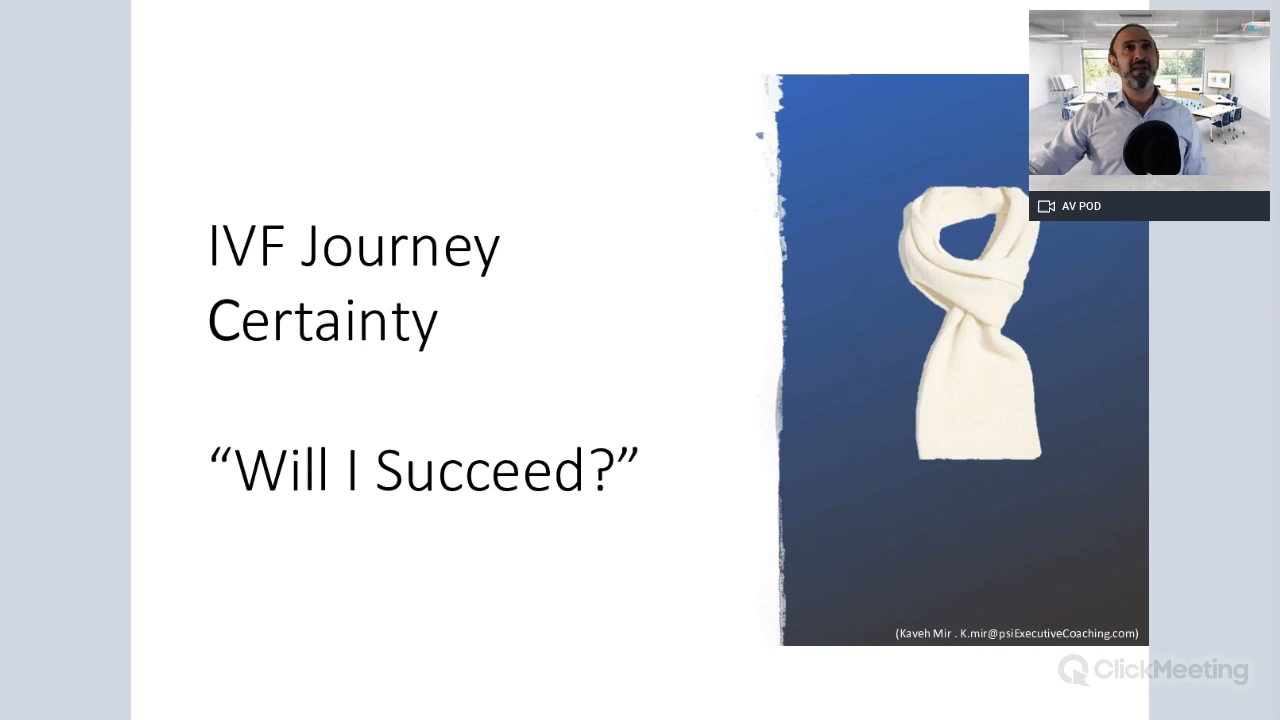 AV POD
IVF Journey
Certainty
“Will I Succeed?”
(Kaveh Mir . K.mir@psiExecutiveCoaching.com)
ClickMeeting